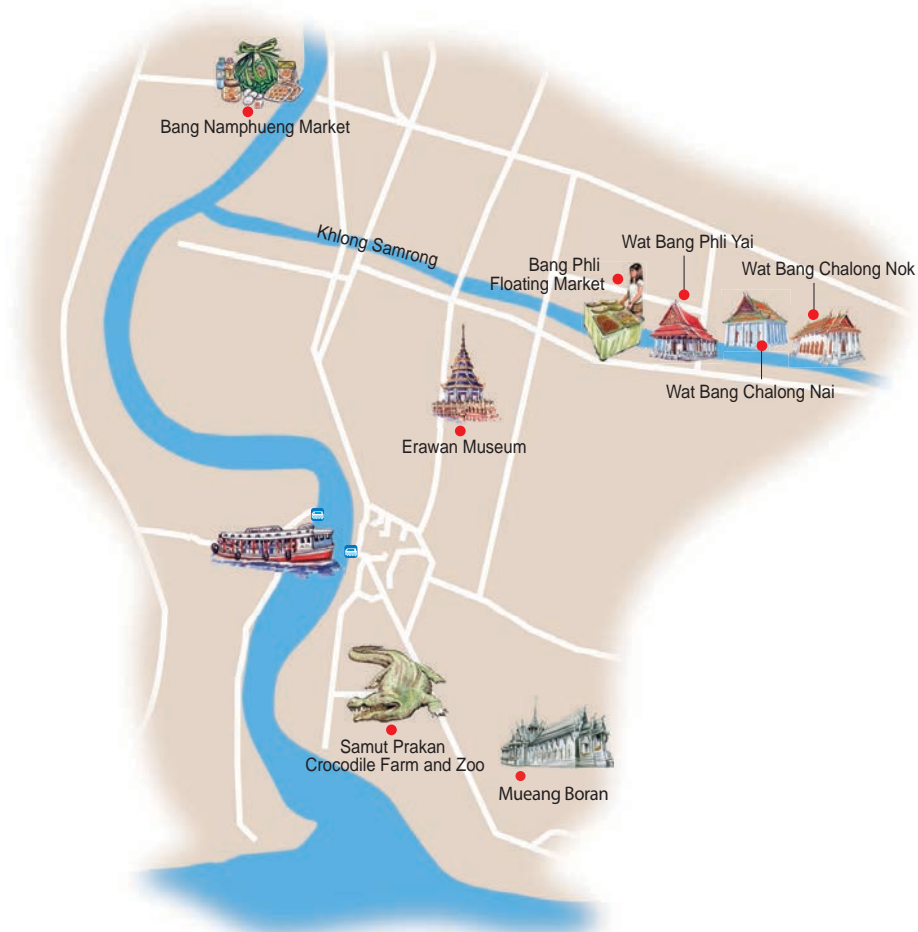 Bang Namphueng Market
Khlong Samrong
Wat Bang Phli Yai
Bang Phli
Floating Market
Wat Bang Chalong Nok
Wat Bang Chalong Nai
Erawan Museum
Samut Prakan
Crocodile Farm and Zoo
Mueang Boran